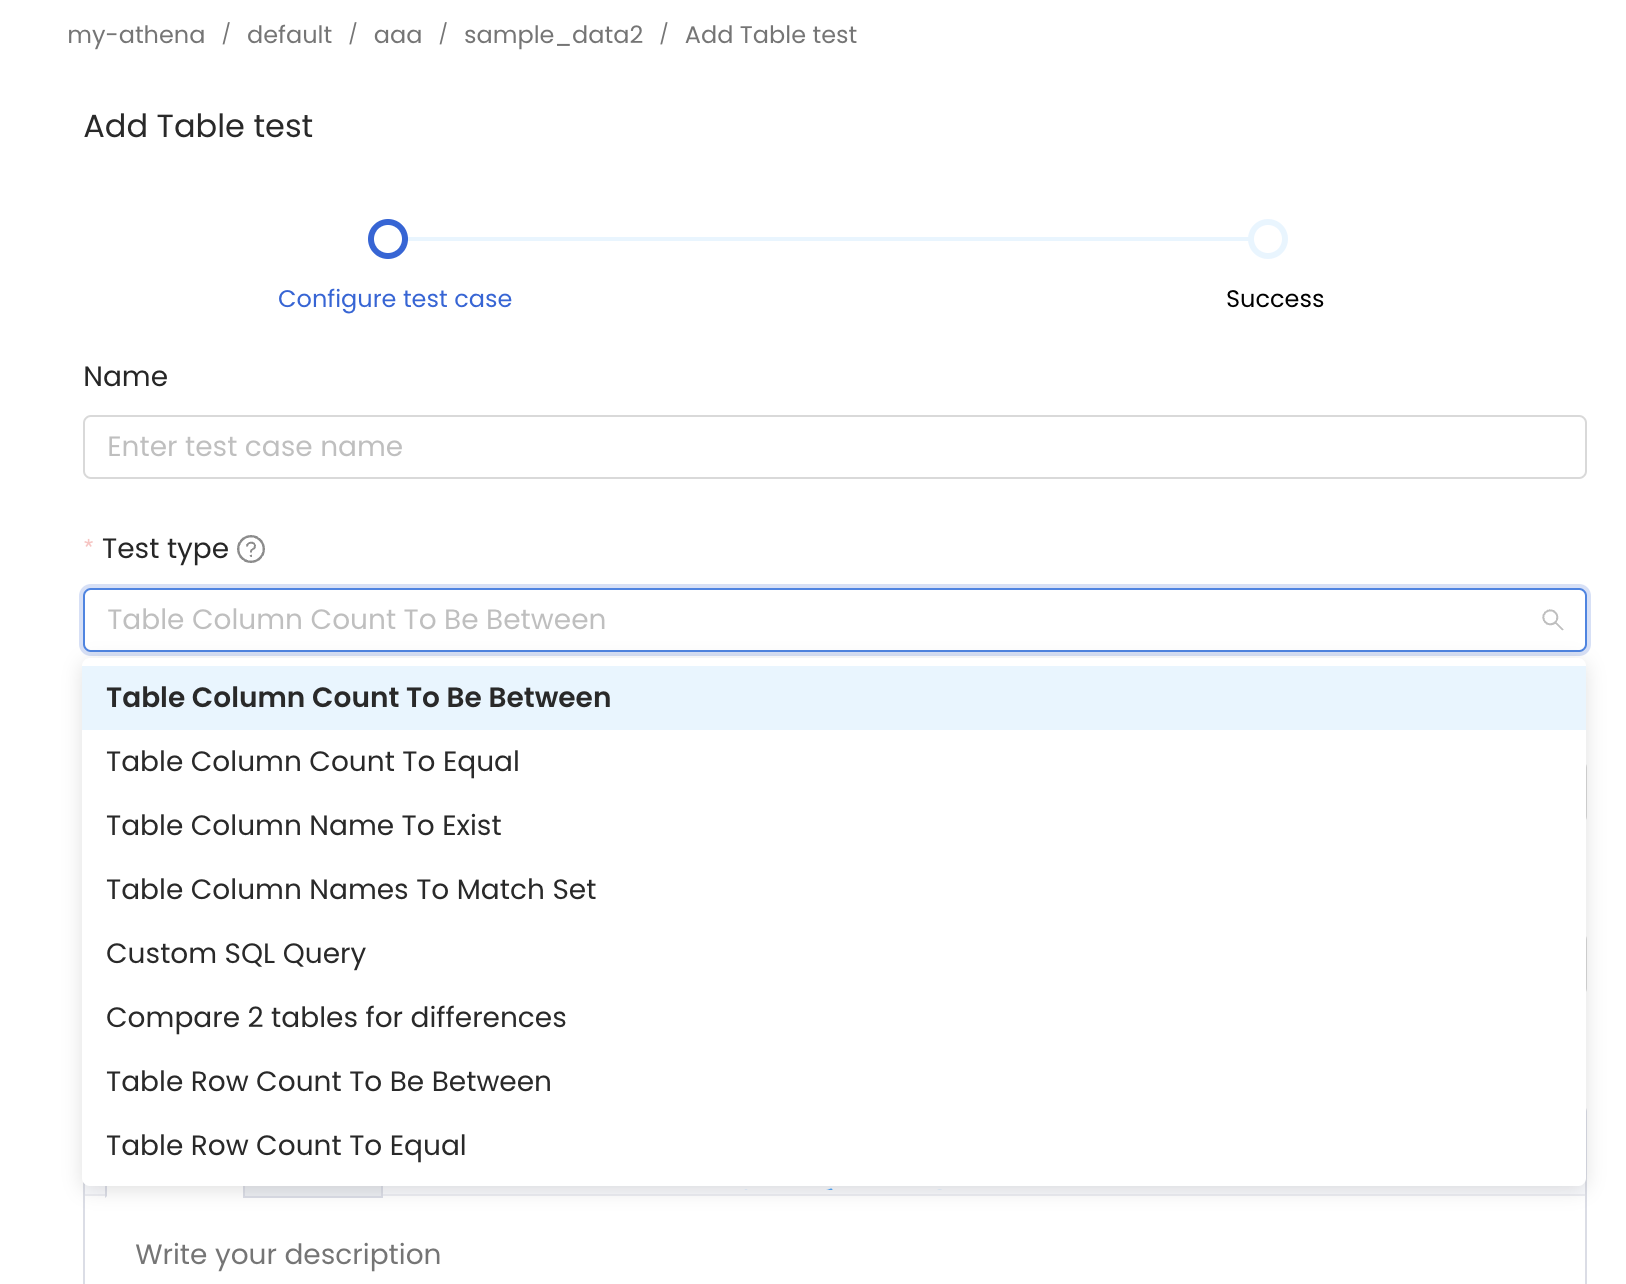 my-athena / default / aaa / sample_data2 / Add Table test
Add Table test
Configure test case Success
Name
Enter test case name
* Test type ?
Table Column Count To Be Between
Table Column Count To Be Between
Table Column Count To Equal
Table Column Name To Exist
Table Column Names To Match Set
Custom SQL Query
Compare 2 tables for differences
Table Row Count To Be Between
Table Row Count To Equal
Write your description